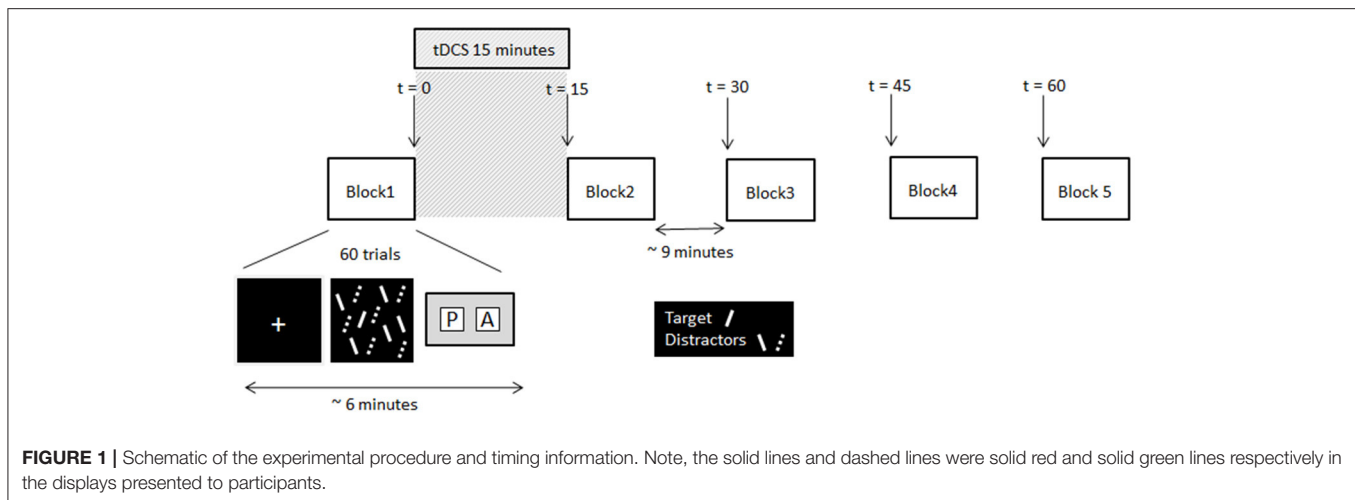 tDCS 15 minutes
t = 0
t = 15
t = 30
t = 45
t = 60
Block1
Block2
Block3
Block4
Block 5
60 trials
~ 9 minutes
+
P A
Target
Distractors
~ 6 minutes
FIGURE 1 | Schematic of the experimental procedure and timing information. Note, the solid lines and dashed lines were solid red and solid green lines respectively in
the displays presented to participants.